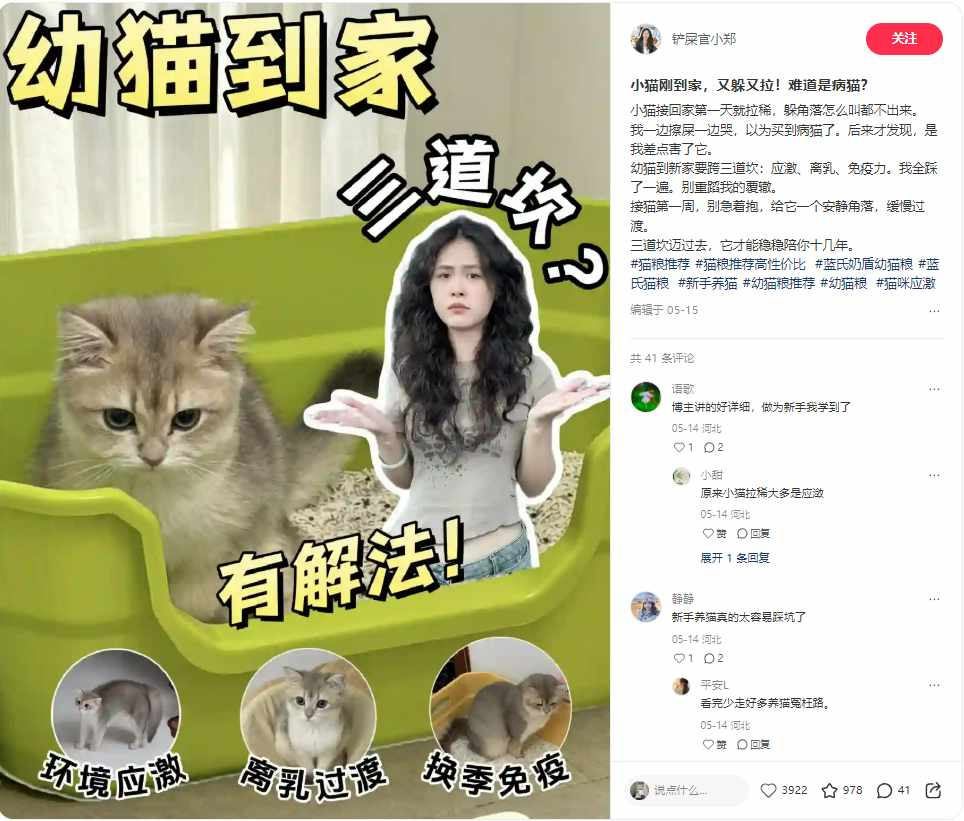 幼猫到家
三道坎?
有解法!
环境应激
离乳过渡
换季免疫
铲屎官小郑
关注
小猫刚到家，又躲又拉！难道是病猫？
小猫接回家第一天就拉稀，躲角落怎么叫都不出来。
我一边擦屎一边哭，以为买到病猫了。后来才发现，是
我差点害了它。
幼猫到新家要跨三道坎：应激、离乳、免疫力。我全踩
了一遍。别重蹈我的覆辙。
接猫第一周，别急着抱，给它一个安静角落，缓慢过
渡。
三道坎迈过去，它才能稳稳陪你十几年。
#猫粮推荐 #猫粮推荐高性价比 #蓝氏奶盾幼猫粮 #蓝
氏猫粮 #新手养猫 #幼猫粮推荐 #幼猫粮 #猫咪应激
编辑于 05-15
共 41 条评论
语歌
博主讲的好详细，做为新手我学到了
05-14 河北
1 2
小甜
原来小猫拉稀大多是应激
05-14 河北
赞 回复
展开 1 条回复
静静
新手养猫真的太容易踩坑了
05-14 河北
1 2
平安L
看完少走好多养猫冤枉路。
05-14 河北
赞 回复
说点什么...
3922 978 41